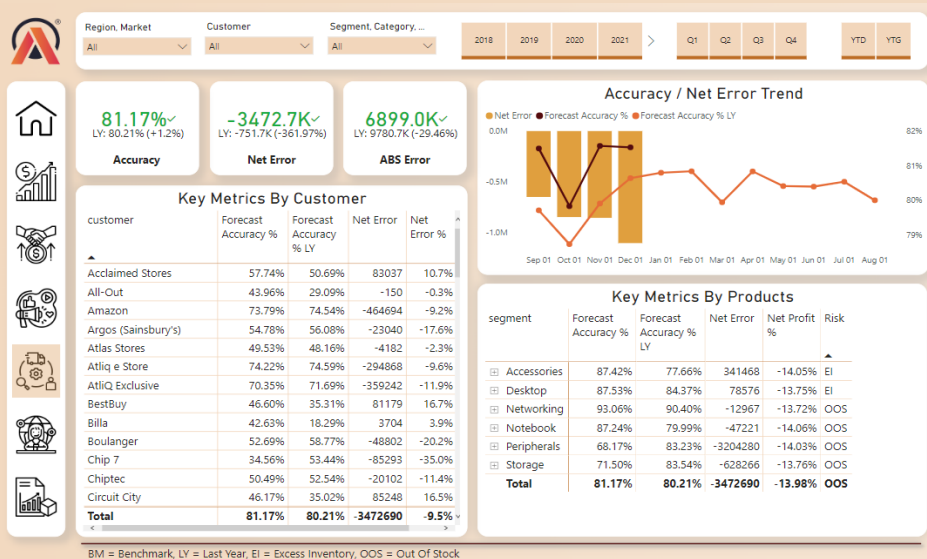 Region, Market
All
Customer
All
Segment, Category, ...
All
2018 2019 2020 2021
Q1 Q2 Q3 Q4
YTD YTG
81.17%
LY: 80.21% (+1.2%)
Accuracy
-3472.7K
LY: -751.7K (-361.97%)
Net Error
6899.0K
LY: 9780.7K (-29.46%)
ABS Error
Key Metrics By Customer
customer Forecast Accuracy % Forecast Accuracy % LY Net Error Net Error %
Acclaimed Stores 57.74% 50.69% 83037 10.7%
All-Out 43.96% 29.09% -150 -0.3%
Amazon 73.79% 74.54% -464694 -9.2%
Argos (Sainsbury's) 54.78% 56.08% -23040 -17.6%
Atlas Stores 49.53% 48.16% -4182 -2.3%
Atliq e Store 74.22% 74.59% -294868 -9.6%
AtliQ Exclusive 70.35% 71.69% -359242 -11.9%
BestBuy 46.60% 35.31% 81179 16.7%
Billa 42.63% 18.29% 3704 3.9%
Boulanger 52.69% 58.77% -48802 -20.2%
Chip 7 34.56% 53.44% -85293 -35.0%
Chiptec 50.49% 52.54% -20102 -11.4%
Circuit City 46.17% 35.02% 85248 16.5%
Total 81.17% 80.21% -3472690 -9.5%
Accuracy / Net Error Trend
Net Error Forecast Accuracy % Forecast Accuracy % LY
0.0M
-0.5M
-1.0M
82%
81%
80%
79%
Sep 01 Oct 01 Nov 01 Dec 01 Jan 01 Feb 01 Mar 01 Apr 01 May 01 Jun 01 Jul 01 Aug 01
Key Metrics By Products
segment Forecast Accuracy % Forecast Accuracy % LY Net Error Net Profit % Risk
Accessories 87.42% 77.66% 341468 -14.05% EI
Desktop 87.53% 84.37% 78576 -13.75% EI
Networking 93.06% 90.40% -12967 -13.72% OOS
Notebook 87.24% 79.99% -47221 -14.06% OOS
Peripherals 68.17% 83.23% -3204280 -14.03% OOS
Storage 71.50% 83.54% -628266 -13.76% OOS
Total 81.17% 80.21% -3472690 -13.98% OOS
BM = Benchmark, LY = Last Year, EI = Excess Inventory, OOS = Out Of Stock